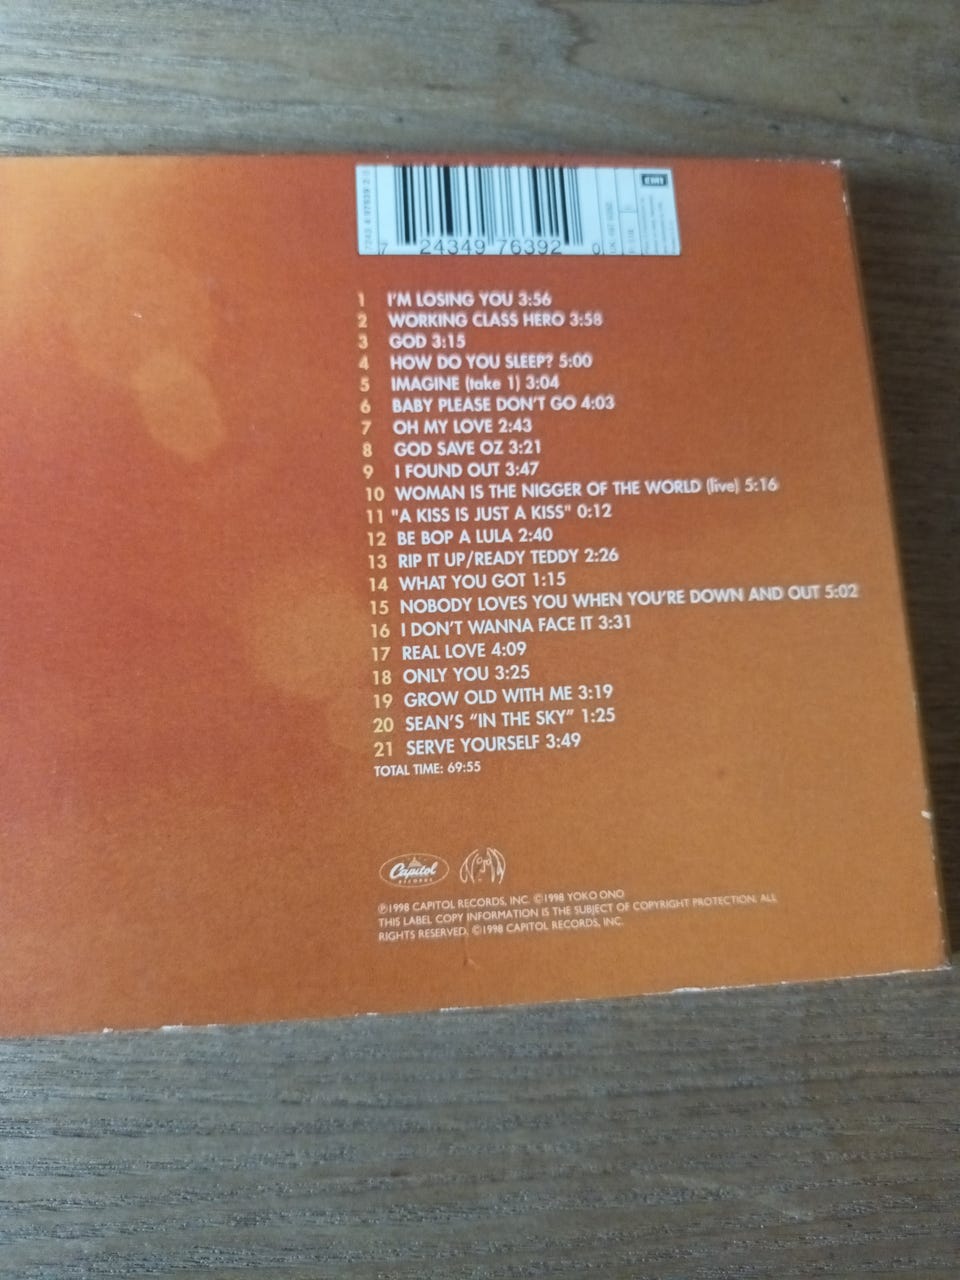 EMI
7 24349 76392 0
1 I'M LOSING YOU 3:56
2 WORKING CLASS HERO 3:58
3 GOD 3:15
4 HOW DO YOU SLEEP? 5:00
5 IMAGINE (take 1) 3:04
6 BABY PLEASE DON'T GO 4:03
7 OH MY LOVE 2:43
8 GOD SAVE OZ 3:21
9 I FOUND OUT 3:47
10 WOMAN IS THE NIGGER OF THE WORLD (live) 5:16
11 "A KISS IS JUST A KISS" 0:12
12 BE BOP A LULA 2:40
13 RIP IT UP/READY TEDDY 2:26
14 WHAT YOU GOT 1:15
15 NOBODY LOVES YOU WHEN YOU'RE DOWN AND OUT 5:02
16 I DON'T WANNA FACE IT 3:31
17 REAL LOVE 4:09
18 ONLY YOU 3:25
19 GROW OLD WITH ME 3:19
20 SEAN'S "IN THE SKY" 1:25
21 SERVE YOURSELF 3:49
TOTAL TIME: 69:55
Capitol
RECORDS
℗1998 CAPITOL RECORDS, INC. ©1998 YOKO ONO
THIS LABEL COPY INFORMATION IS THE SUBJECT OF COPYRIGHT PROTECTION. ALL
RIGHTS RESERVED. ©1998 CAPITOL RECORDS, INC.